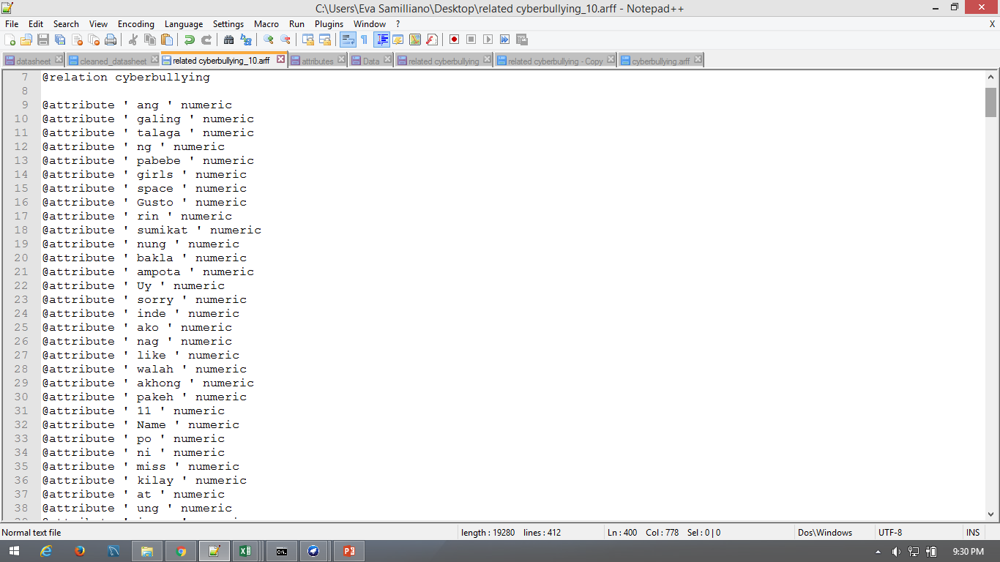 C:\Users\Eva Samilliano\Desktop\related cyberbullying_10.arff - Notepad++
File Edit Search View Encoding Language Settings Macro Run Plugins Window ? X
datasheet cleaned_datasheet related cyberbullying_10.arff attributes Data related cyberbullying related cyberbullying - Copy cyberbullying.arff
7 @relation cyberbullying
8
9 @attribute ' ang ' numeric
10 @attribute ' galing ' numeric
11 @attribute ' talaga ' numeric
12 @attribute ' ng ' numeric
13 @attribute ' pabebe ' numeric
14 @attribute ' girls ' numeric
15 @attribute ' space ' numeric
16 @attribute ' Gusto ' numeric
17 @attribute ' rin ' numeric
18 @attribute ' sumikat ' numeric
19 @attribute ' nung ' numeric
20 @attribute ' bakla ' numeric
21 @attribute ' ampota ' numeric
22 @attribute ' Uy ' numeric
23 @attribute ' sorry ' numeric
24 @attribute ' inde ' numeric
25 @attribute ' ako ' numeric
26 @attribute ' nag ' numeric
27 @attribute ' like ' numeric
28 @attribute ' walah ' numeric
29 @attribute ' akhong ' numeric
30 @attribute ' pakeh ' numeric
31 @attribute ' 11 ' numeric
32 @attribute ' Name ' numeric
33 @attribute ' po ' numeric
34 @attribute ' ni ' numeric
35 @attribute ' miss ' numeric
36 @attribute ' kilay ' numeric
37 @attribute ' at ' numeric
38 @attribute ' ung ' numeric
Normal text file length : 19280 lines : 412 Ln : 400 Col : 778 Sel : 0 | 0 Dos\Windows UTF-8 INS
9:30 PM